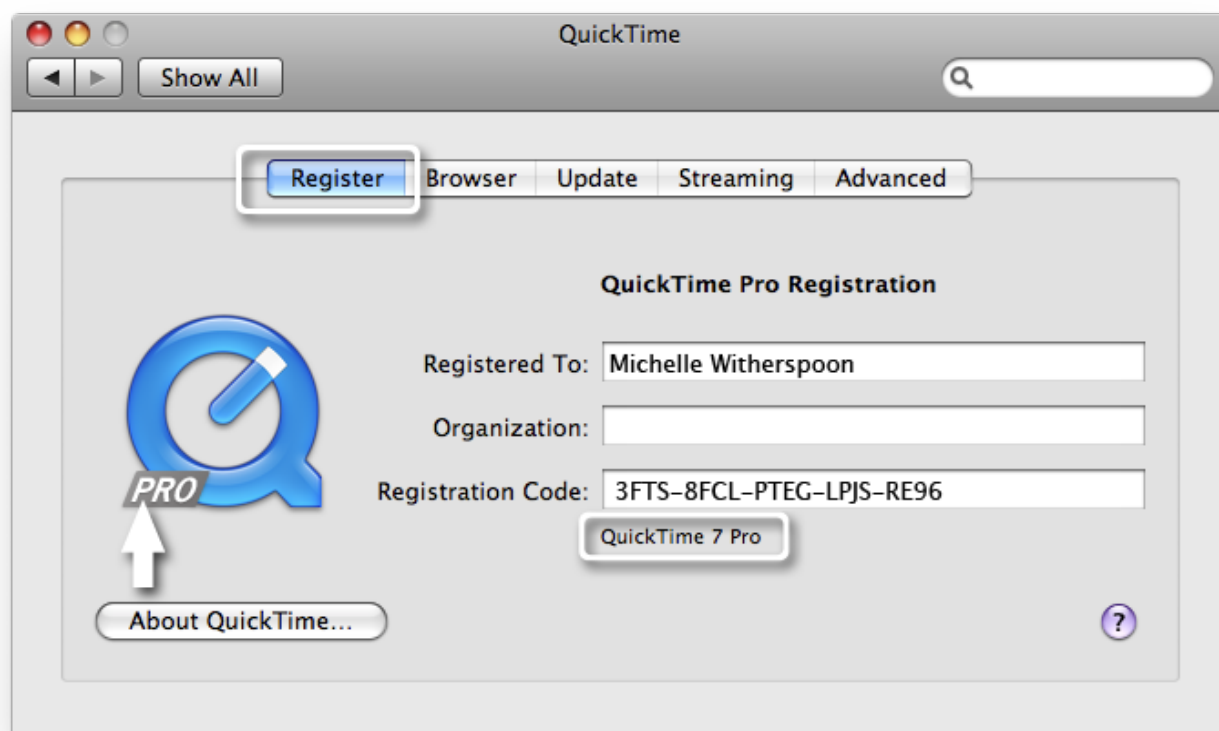 QuickTime
Show All
Register Browser Update Streaming Advanced
QuickTime Pro Registration
Registered To: Michelle Witherspoon
Organization:
Registration Code: 3FTS-8FCL-PTEG-LPJS-RE96
PRO
QuickTime 7 Pro
About QuickTime...
?